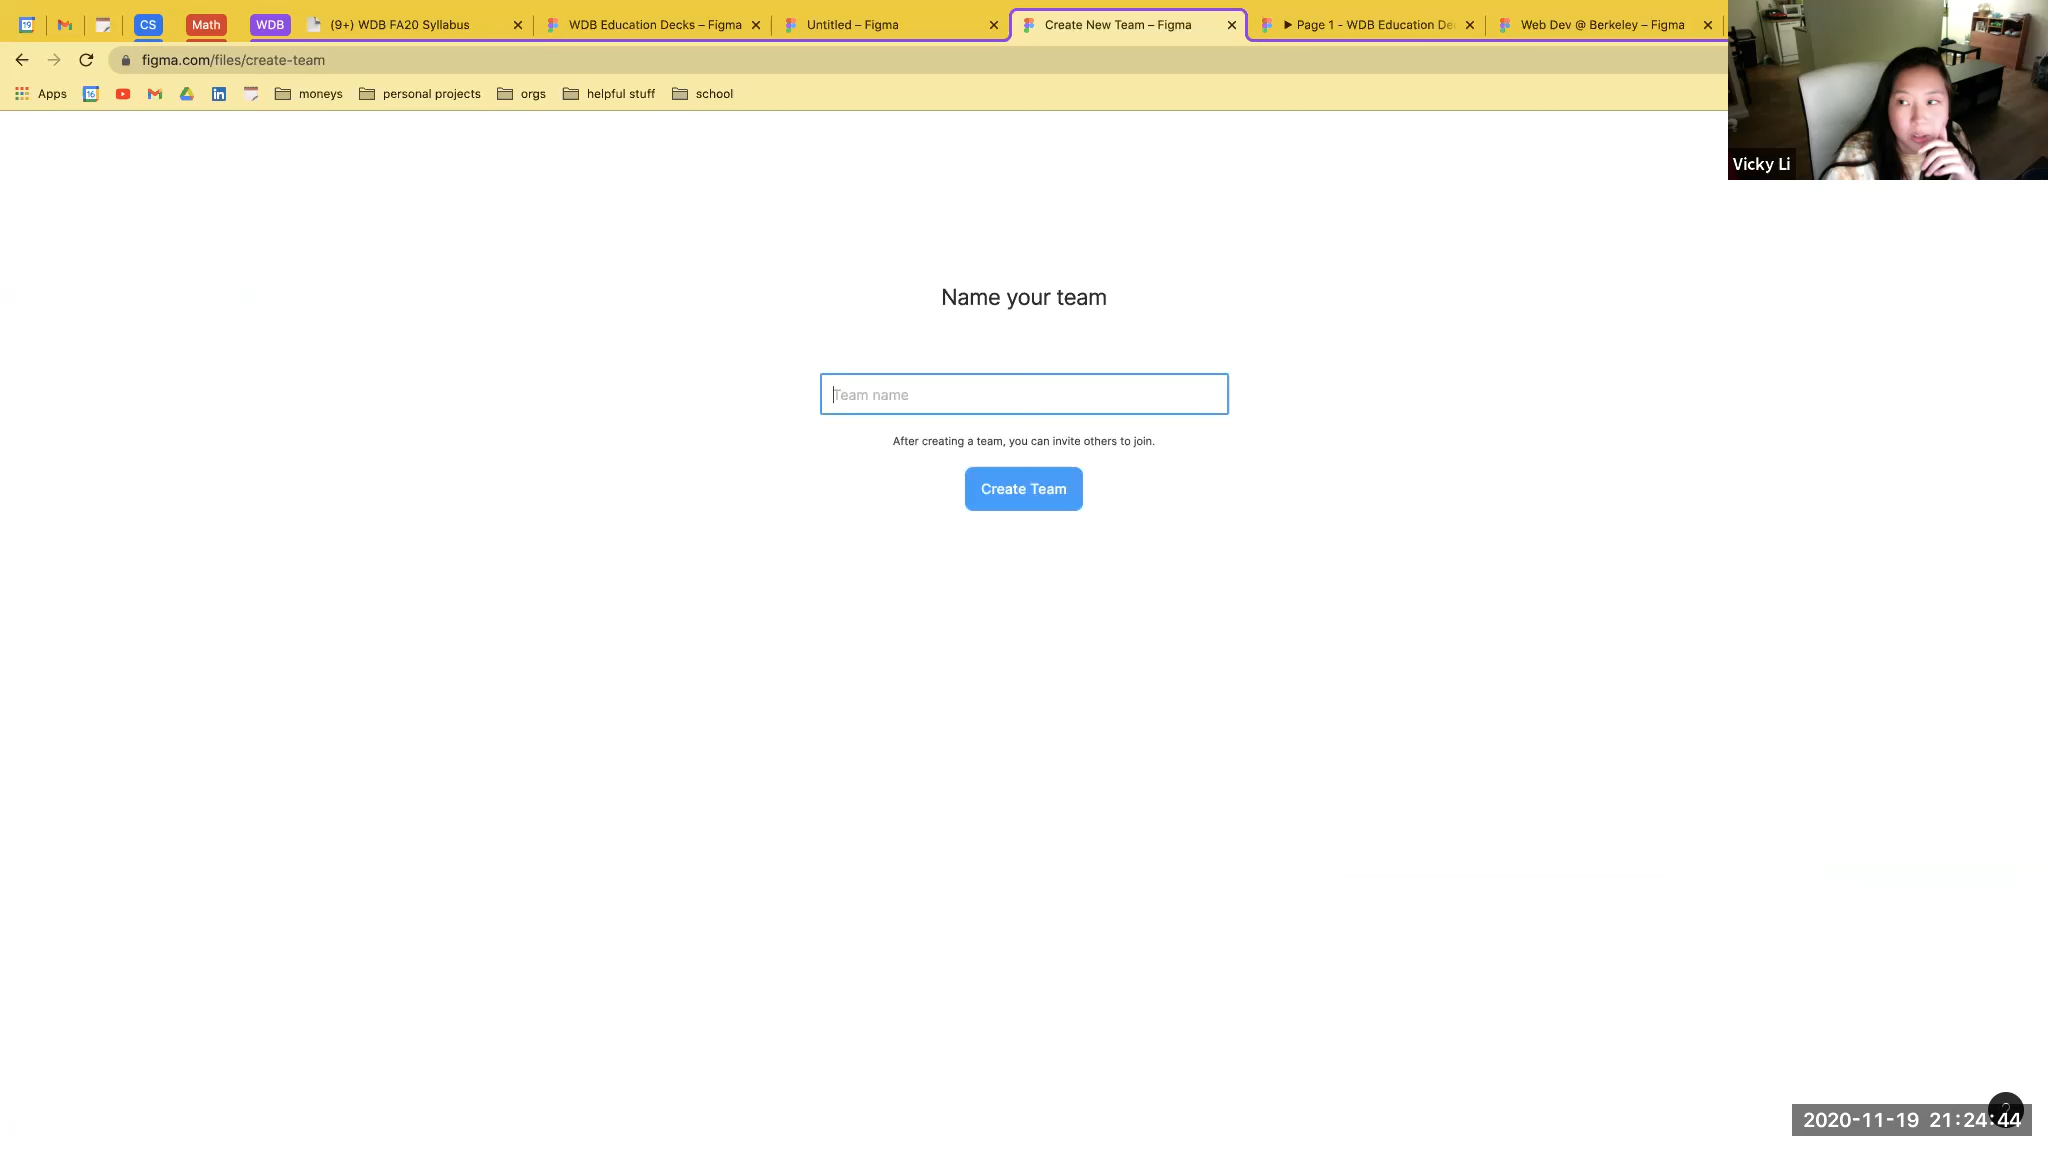 CS
Math
WDB
(9+) WDB FA20 Syllabus
WDB Education Decks – Figma
Untitled – Figma
Create New Team – Figma
Page 1 - WDB Education De
Web Dev @ Berkeley – Figma
figma.com/files/create-team
Apps
moneys
personal projects
orgs
helpful stuff
school
Vicky Li
Name your team
Team name
After creating a team, you can invite others to join.
Create Team
2020-11-19 21:24:44